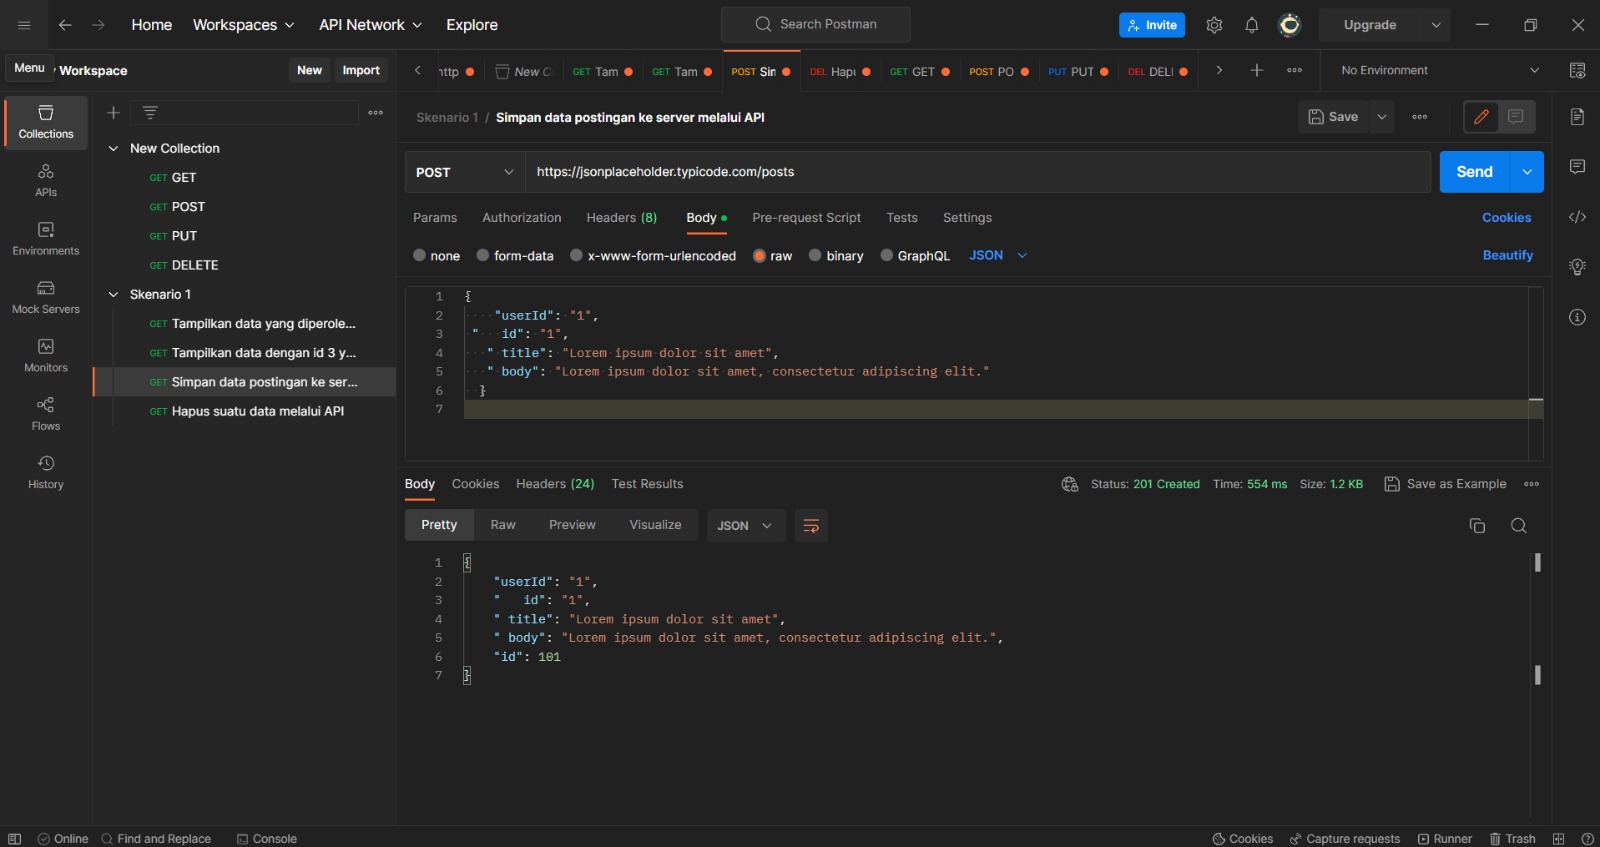 Home Workspaces API Network Explore Search Postman Invite Upgrade
Menu Workspace New Import
http New C GET Tam GET Tam POST Sin DEL Hapu GET GET POST PO PUT PUT DEL DELI No Environment
Collections
APIs
Environments
Mock Servers
Monitors
Flows
History
New Collection
GET GET
GET POST
GET PUT
GET DELETE
Skenario 1
GET Tampilkan data yang diperole...
GET Tampilkan data dengan id 3 y...
GET Simpan data postingan ke ser...
GET Hapus suatu data melalui API
Skenario 1 / Simpan data postingan ke server melalui API Save
POST https://jsonplaceholder.typicode.com/posts Send
Params Authorization Headers (8) Body Pre-request Script Tests Settings Cookies
none form-data x-www-form-urlencoded raw binary GraphQL JSON Beautify
1 {
2 "userId": "1",
3 "   id": "1",
4 " title": "Lorem ipsum dolor sit amet",
5 " body": "Lorem ipsum dolor sit amet, consectetur adipiscing elit."
6 }
7
Body Cookies Headers (24) Test Results Status: 201 Created Time: 554 ms Size: 1.2 KB Save as Example
Pretty Raw Preview Visualize JSON
1 {
2 "userId": "1",
3 "   id": "1",
4 " title": "Lorem ipsum dolor sit amet",
5 " body": "Lorem ipsum dolor sit amet, consectetur adipiscing elit.",
6 "id": 101
7 }
Online Find and Replace Console Cookies Capture requests Runner Trash